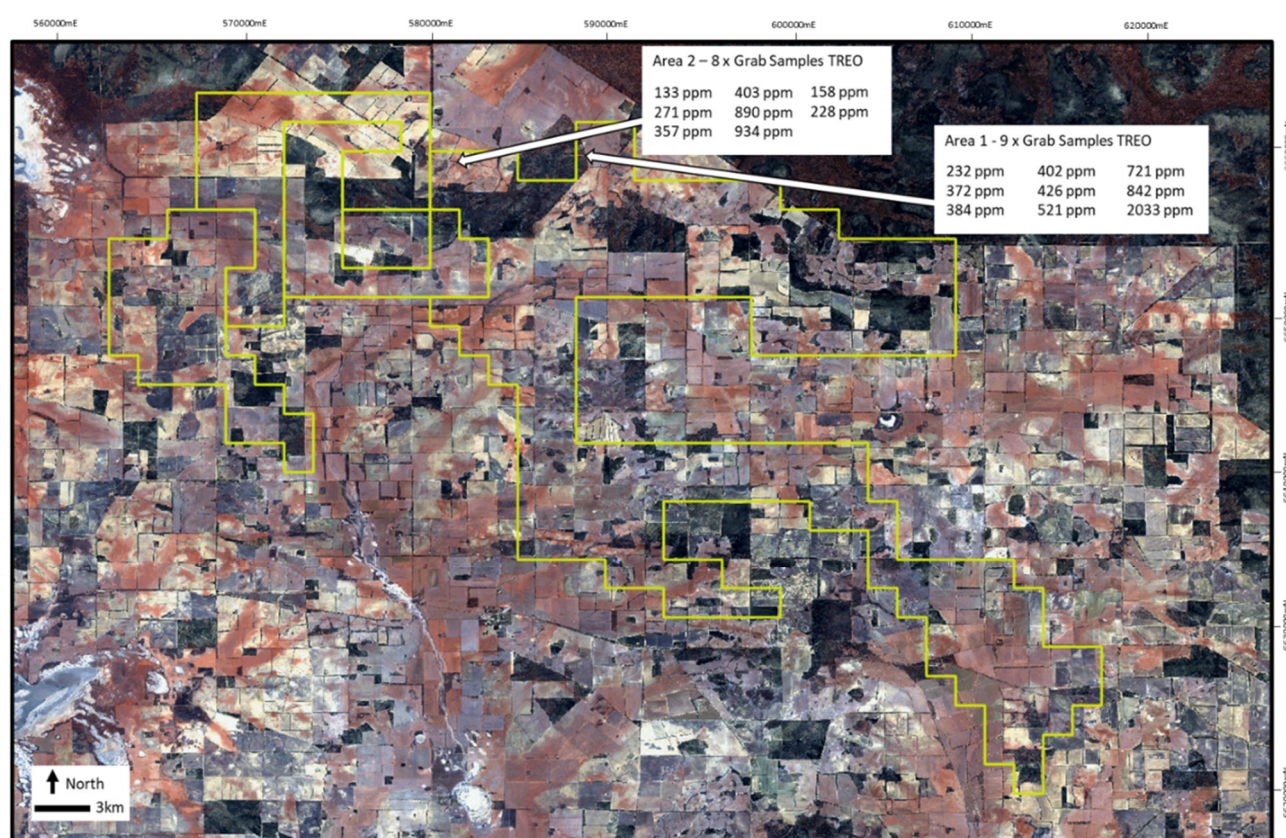 560000mE 570000mE 580000mE 590000mE 600000mE 610000mE 620000mE
Area 2 – 8 x Grab Samples TREO
133 ppm 403 ppm 158 ppm
271 ppm 890 ppm 228 ppm
357 ppm 934 ppm
Area 1 - 9 x Grab Samples TREO
232 ppm 402 ppm 721 ppm
372 ppm 426 ppm 842 ppm
384 ppm 521 ppm 2033 ppm
North
3km